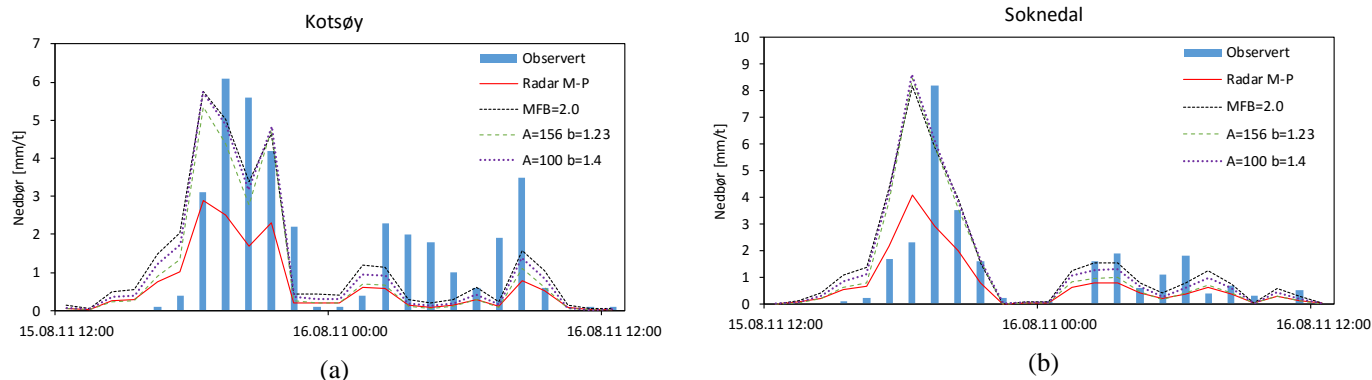 Kotsøy
7
6
5
4
3
2
1
0
Nedbør [mm/t]
Observert
Radar M-P
MFB=2.0
A=156 b=1.23
A=100 b=1.4
15.08.11 12:00
16.08.11 00:00
16.08.11 12:00
(a)
Soknedal
10
9
8
7
6
5
4
3
2
1
0
Nedbør [mm/t]
Observert
Radar M-P
MFB=2.0
A=156 b=1.23
A=100 b=1.4
15.08.11 12:00
16.08.11 00:00
16.08.11 12:00
(b)